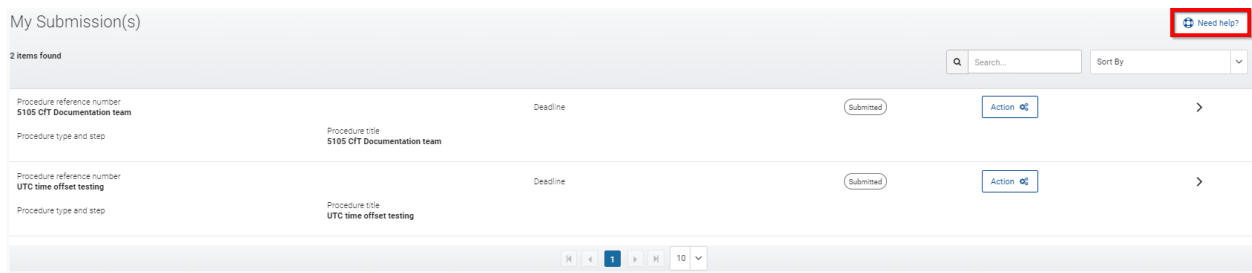 My Submission(s)
Need help?
2 items found
Search...
Sort By
Procedure reference number
5105 CfT Documentation team
Deadline
Submitted
Action
Procedure type and step
Procedure title
5105 CfT Documentation team
Procedure reference number
UTC time offset testing
Deadline
Submitted
Action
Procedure type and step
Procedure title
UTC time offset testing
1
10